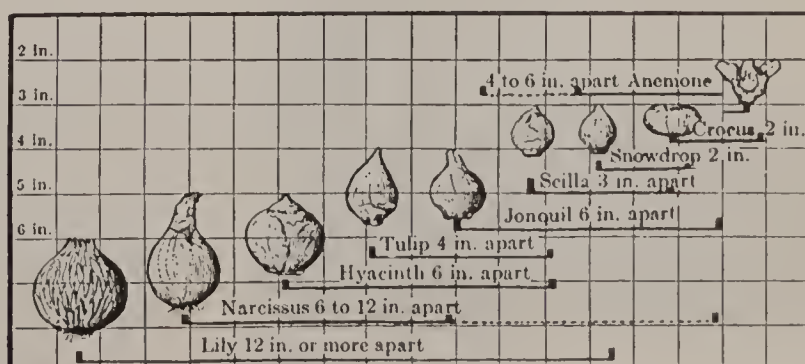 2 In.
4 to 6 in. apart Anemone
3 In.
Crocus 2 in.
4 In.
Snowdrop 2 in.
5 In.
Scilla 3 in. apart
Jonquil 6 in. apart
6 In.
Tulip 4 in. apart
Hyacinth 6 in. apart
Narcissus 6 to 12 in. apart
Lily 12 in. or more apart